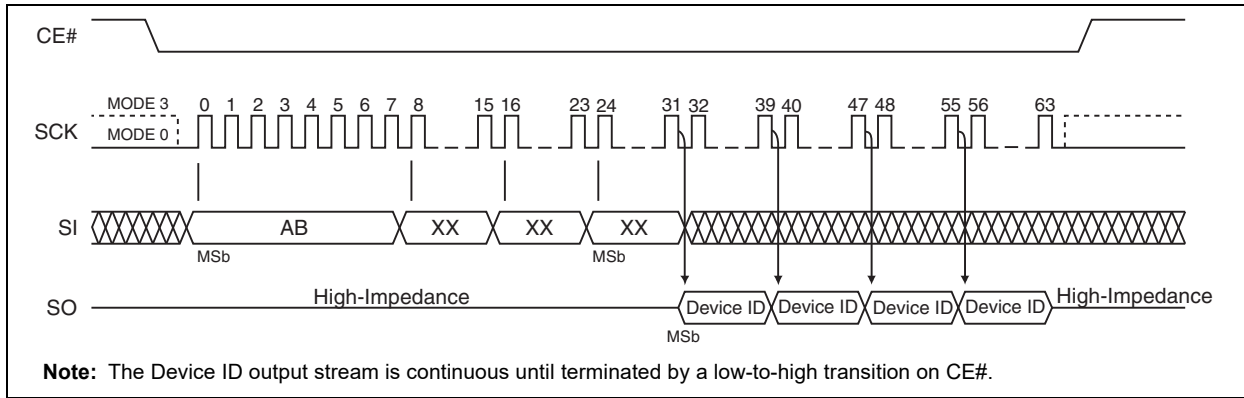 CE#
MODE 3
SCK MODE 0
0 1 2 3 4 5 6 7 8 15 16 23 24 31 32 39 40 47 48 55 56 63
SI AB XX XX XX
MSb MSb
SO High-Impedance Device ID Device ID Device ID Device ID High-Impedance
MSb
Note: The Device ID output stream is continuous until terminated by a low-to-high transition on CE#.